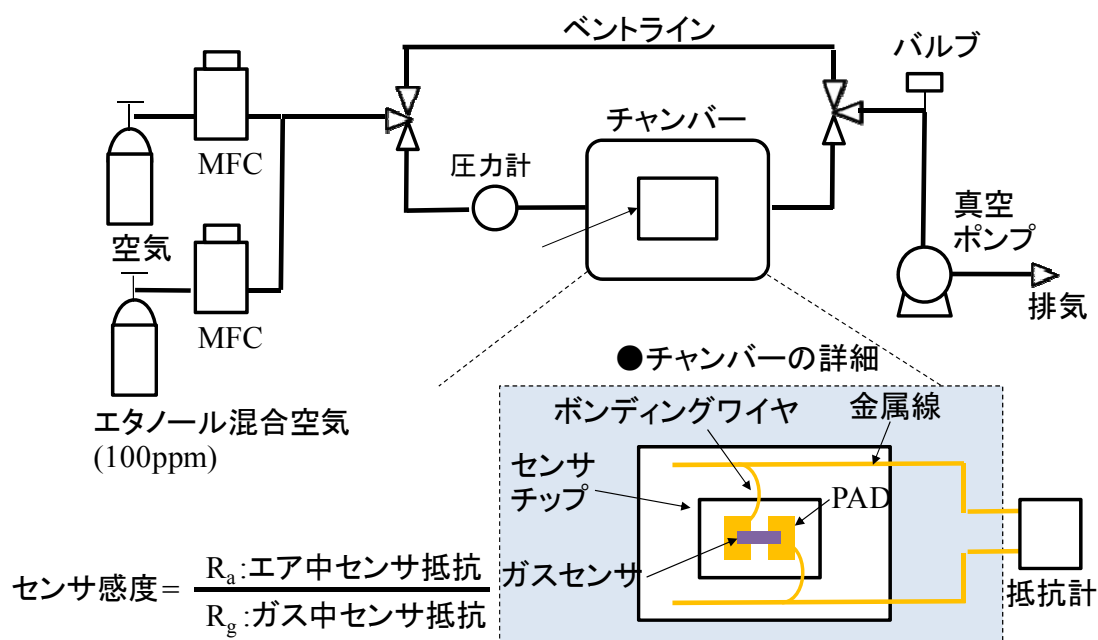 ベントライン
バルブ
チャンバー
MFC
圧力計
空気
真空
ポンプ
MFC
排気
エタノール混合空気
(100ppm)
●チャンバーの詳細
ボンディングワイヤ
金属線
センサ
チップ
PAD
ガスセンサ
抵抗計
センサ感度= Ra:エア中センサ抵抗
Rg:ガス中センサ抵抗